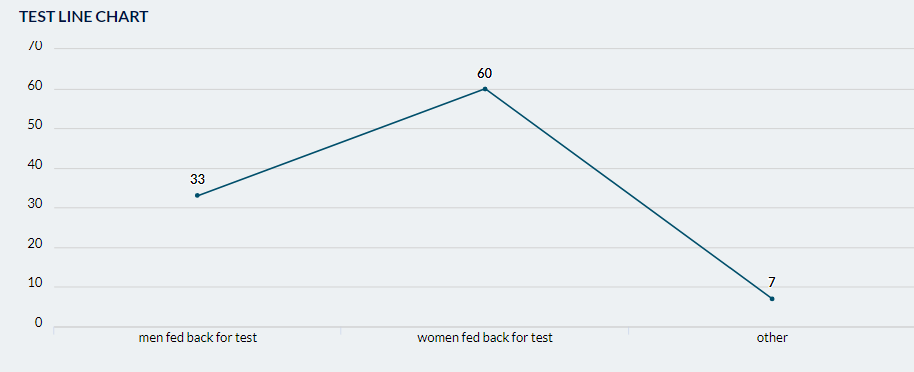 TEST LINE CHART
70
60
50
40
30
20
10
0
33
60
7
men fed back for test
women fed back for test
other